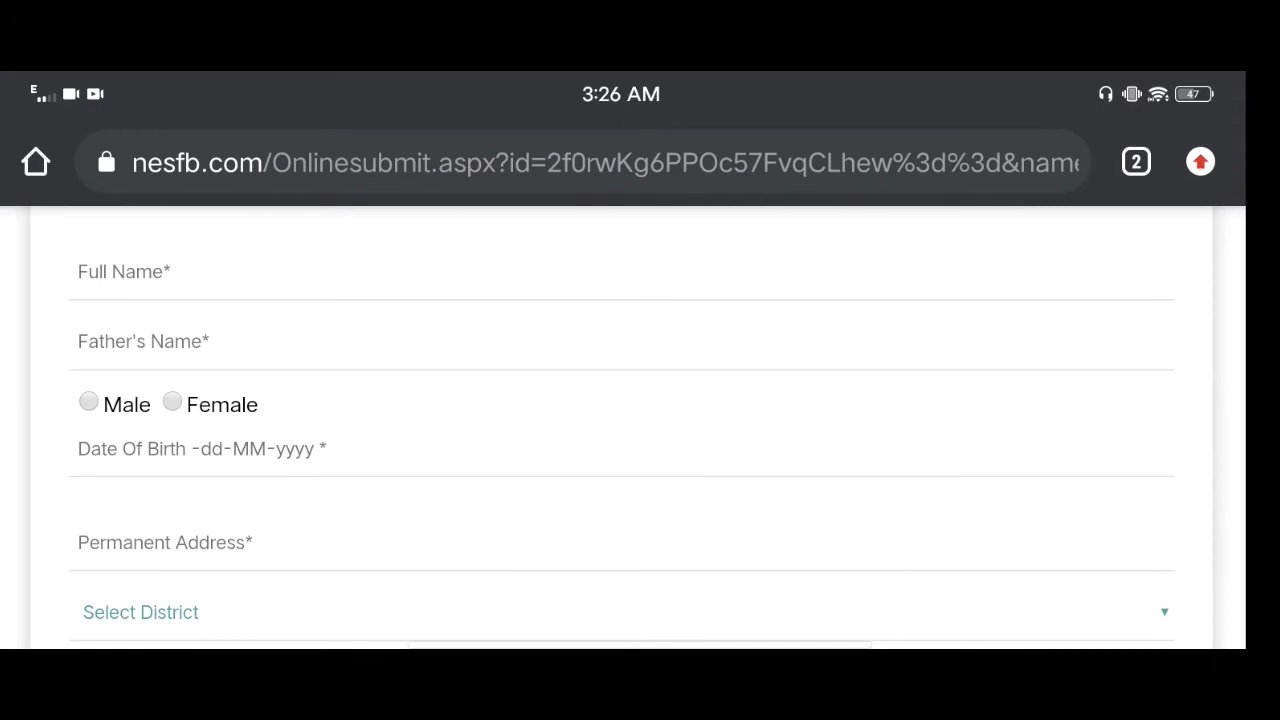 E 3:26 AM 47
nesfb.com/Onlinesubmit.aspx?id=2f0rwKg6PPOc57FvqCLhew%3d%3d&name 2
Full Name*
Father's Name*
Male Female
Date Of Birth -dd-MM-yyyy *
Permanent Address*
Select District